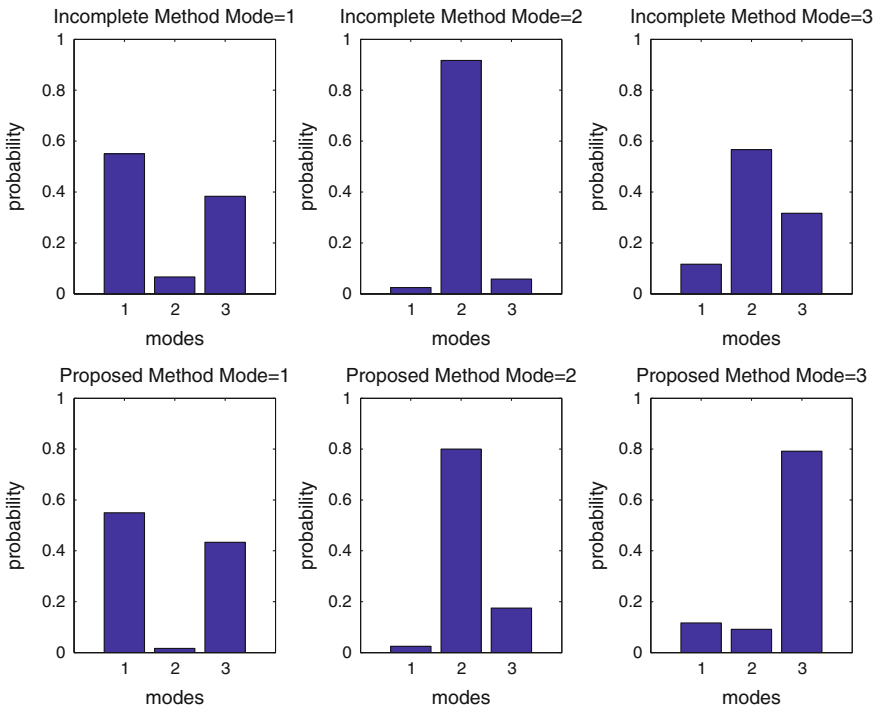 Incomplete Method Mode=1
Incomplete Method Mode=2
Incomplete Method Mode=3
probability
1
0.8
0.6
0.4
0.2
0
1 2 3
modes
probability
1
0.8
0.6
0.4
0.2
0
1 2 3
modes
probability
1
0.8
0.6
0.4
0.2
0
1 2 3
modes
Proposed Method Mode=1
Proposed Method Mode=2
Proposed Method Mode=3
probability
1
0.8
0.6
0.4
0.2
0
1 2 3
modes
probability
1
0.8
0.6
0.4
0.2
0
1 2 3
modes
probability
1
0.8
0.6
0.4
0.2
0
1 2 3
modes